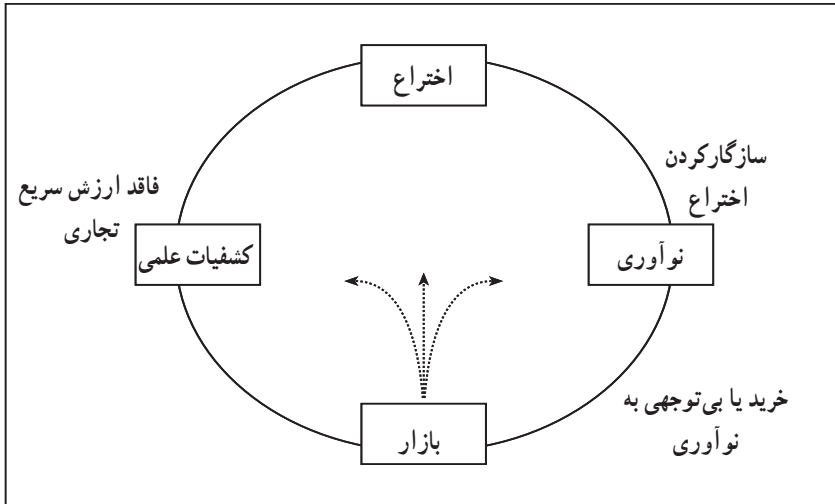 اختراع
سازگارکردن
اختراع
فاقد ارزش سریع
تجاری
کشفیات علمی
نوآوری
خرید یا بی‌توجهی به
نوآوری
بازار